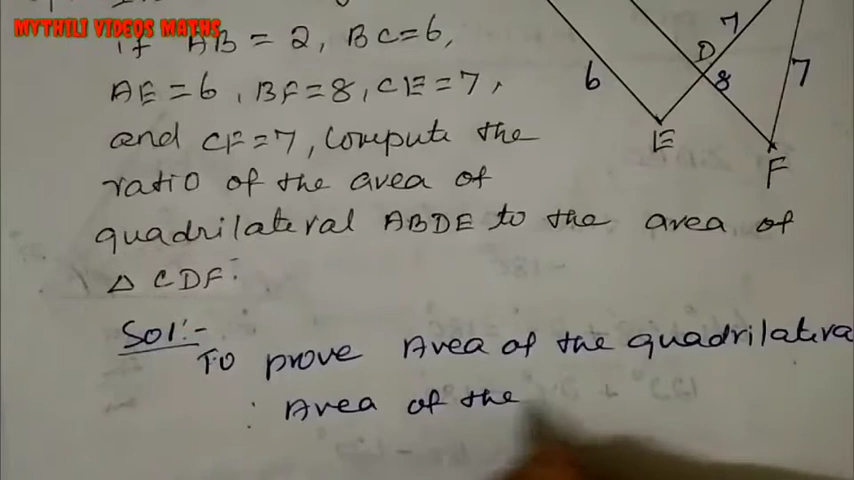 MYTHILI VIDEOS MATHS
If AB = 2, BC=6,
AE =6, BF=8, CE=7,
and CF=7, Compute the
ratio of the area of
quadrilateral ABDE to the area of
Δ CDF:
Sol:-
To prove Area of the quadrilatera
: Area of the
7
D
8
7
6
E
F